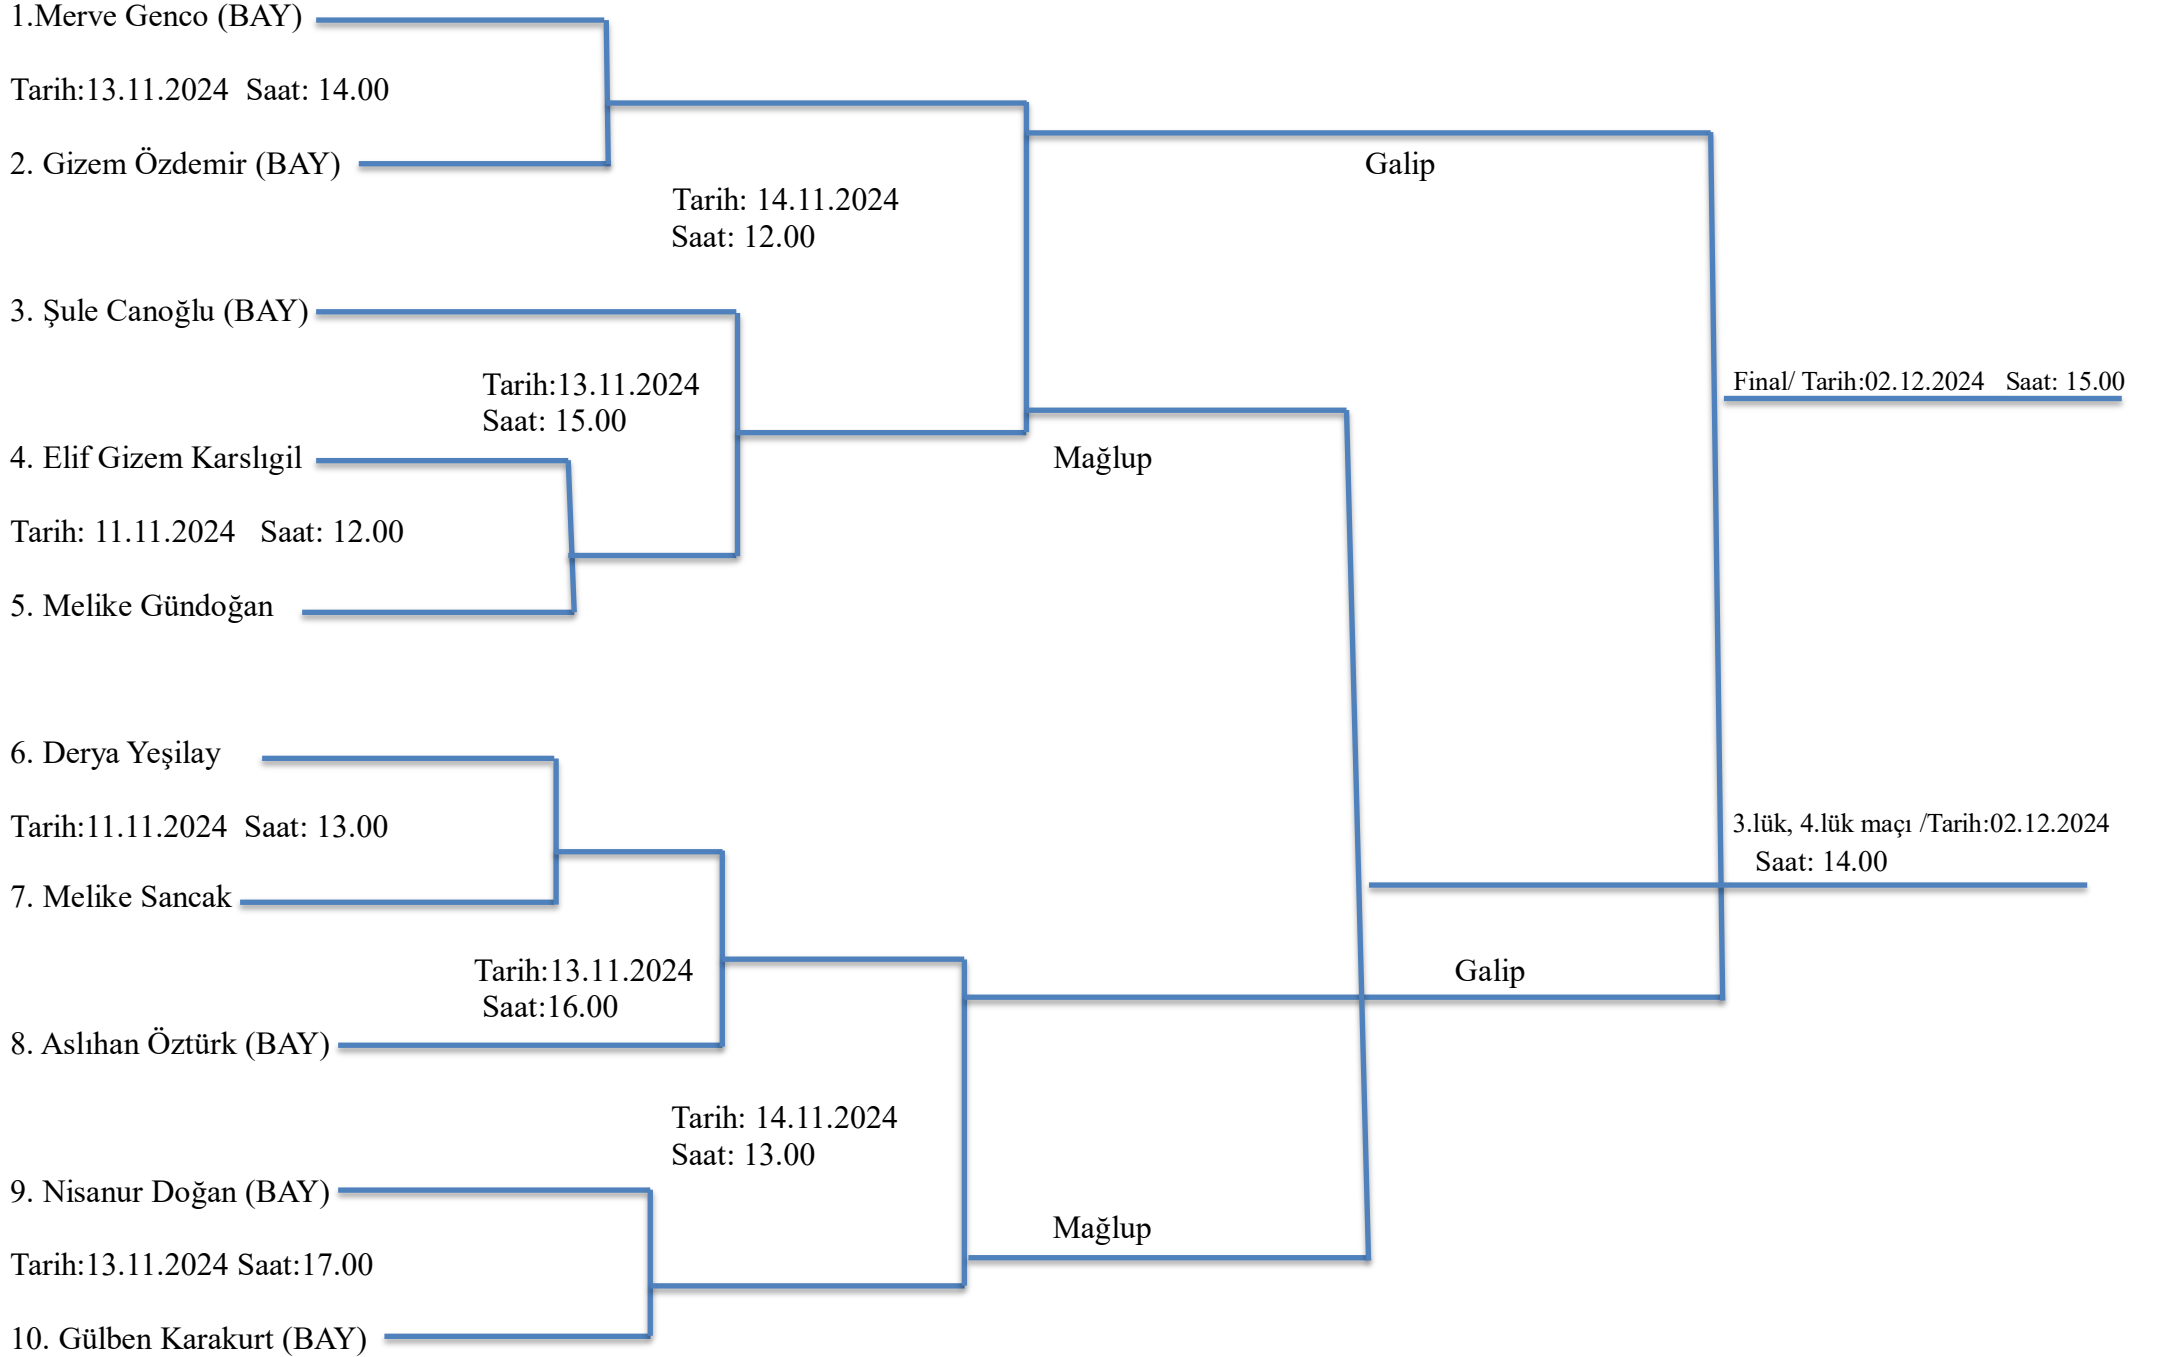 1.Merve Genco (BAY)
Tarih:13.11.2024 Saat: 14.00
2. Gizem Özdemir (BAY)
Galip
Tarih: 14.11.2024
Saat: 12.00
3. Şule Canoğlu (BAY)
Tarih:13.11.2024
Saat: 15.00
Final/ Tarih:02.12.2024 Saat: 15.00
4. Elif Gizem Karslıgil
Mağlup
Tarih: 11.11.2024 Saat: 12.00
5. Melike Gündoğan
6. Derya Yeşilay
Tarih:11.11.2024 Saat: 13.00
3.lük, 4.lük maçı /Tarih:02.12.2024
Saat: 14.00
7. Melike Sancak
Tarih:13.11.2024
Saat:16.00
Galip
8. Aslıhan Öztürk (BAY)
Tarih: 14.11.2024
Saat: 13.00
9. Nisanur Doğan (BAY)
Mağlup
Tarih:13.11.2024 Saat:17.00
10. Gülben Karakurt (BAY)